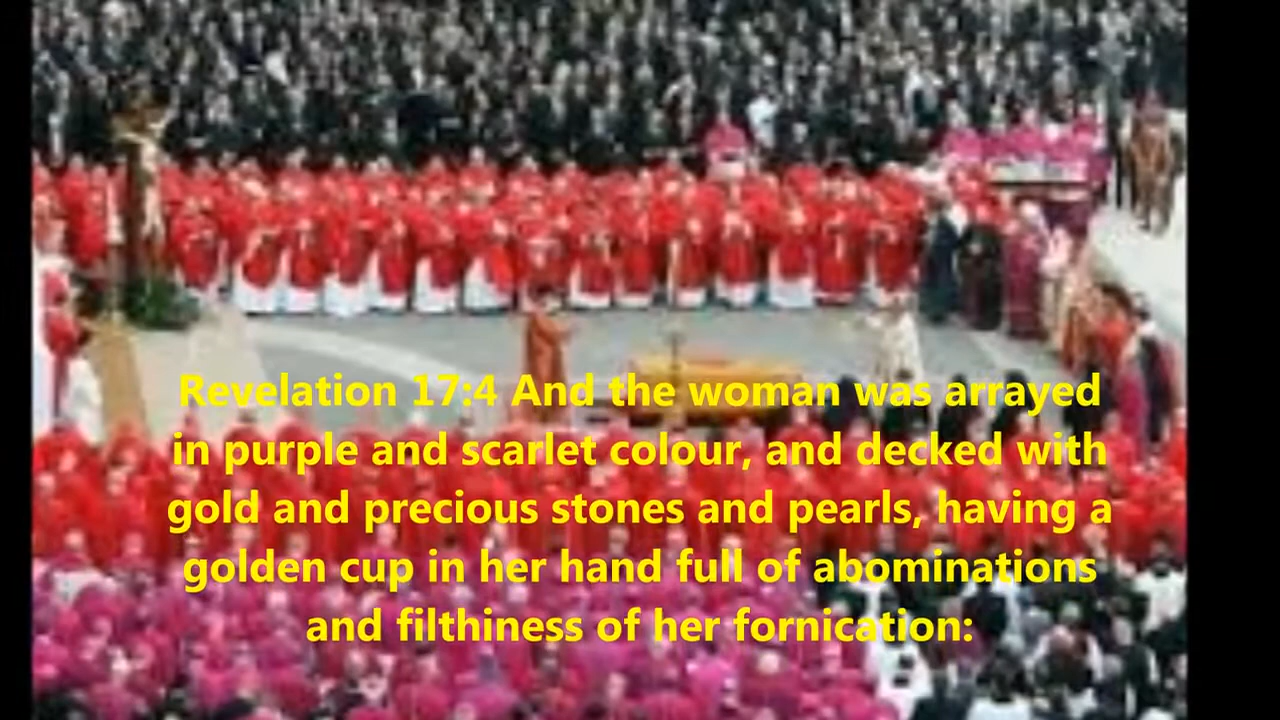 Revelation 17:4 And the woman was arrayed
in purple and scarlet colour, and decked with
gold and precious stones and pearls, having a
golden cup in her hand full of abominations
and filthiness of her fornication: